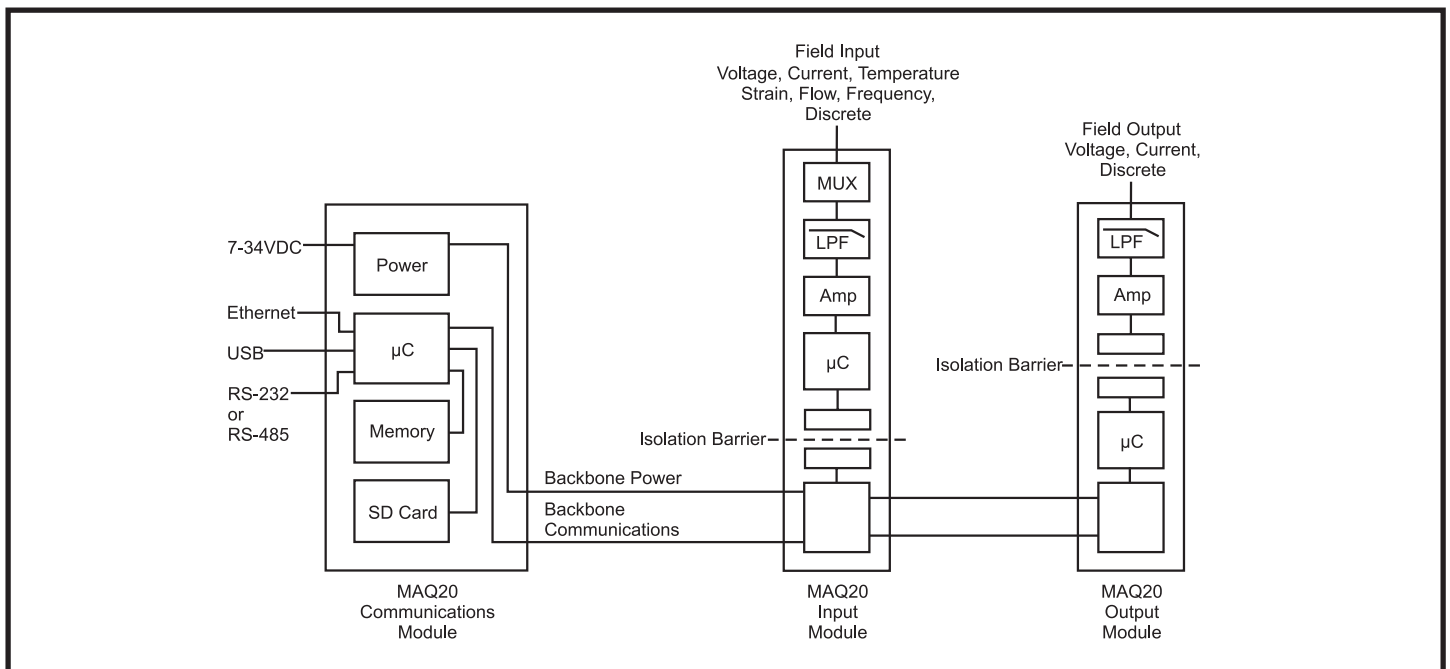 7-34VDC
Ethernet
USB
RS-232
or
RS-485
Power
µC
Memory
SD Card
MAQ20
Communications
Module
Backbone Power
Backbone
Communications
Field Input
Voltage, Current, Temperature
Strain, Flow, Frequency,
Discrete
MUX
LPF
Amp
µC
Isolation Barrier
MAQ20
Input
Module
Field Output
Voltage, Current,
Discrete
LPF
Amp
Isolation Barrier
µC
MAQ20
Output
Module